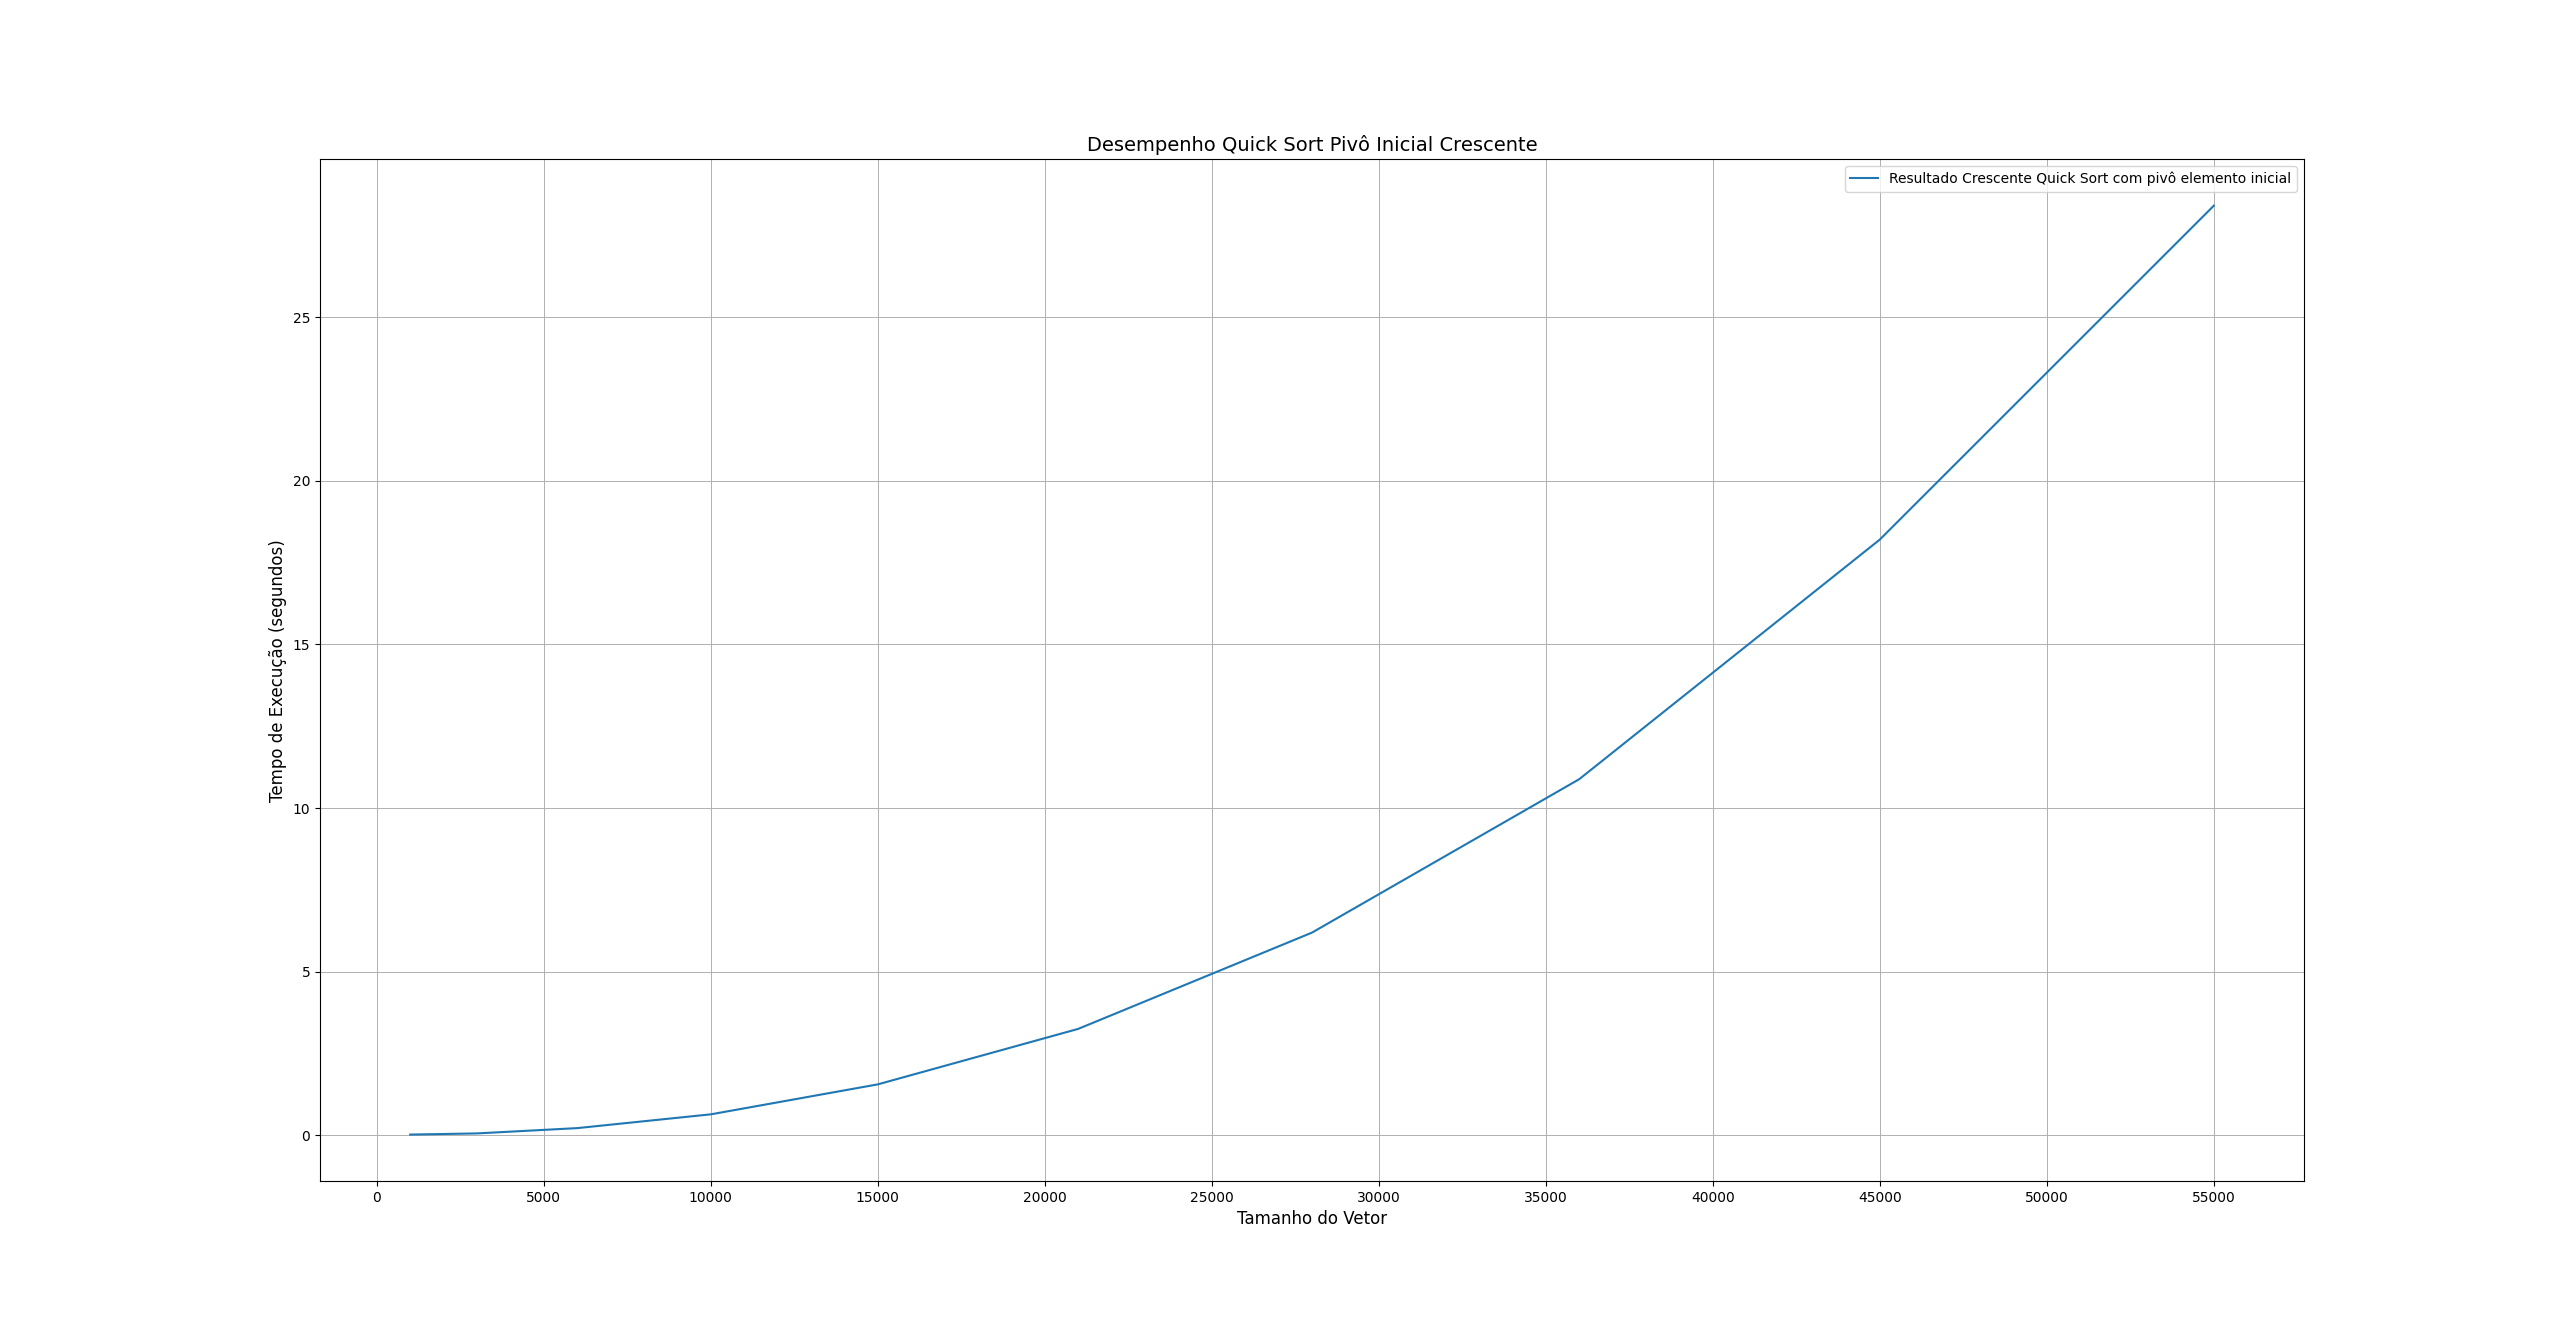 Desempenho Quick Sort Pivô Inicial Crescente
Resultado Crescente Quick Sort com pivô elemento inicial
Tempo de Execução (segundos)
25
20
15
10
5
0
0 5000 10000 15000 20000 25000 30000 35000 40000 45000 50000 55000
Tamanho do Vetor